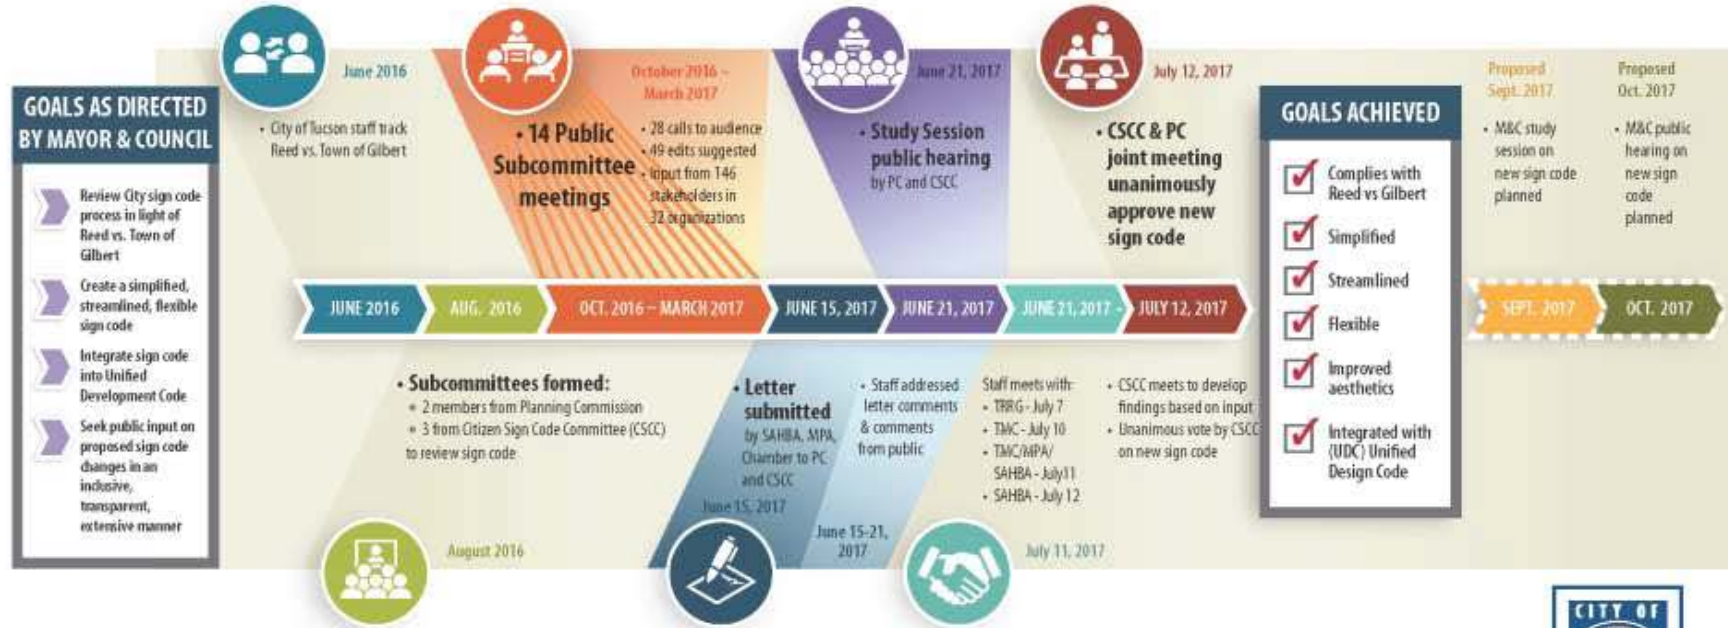 GOALS AS DIRECTED
BY MAYOR & COUNCIL
Review City sign code
process in light of
Reed vs. Town of
Gilbert
Create a simplified,
streamlined, flexible
sign code
Integrate sign code
into Unified
Development Code
Seek public input on
proposed sign code
changes in an
inclusive,
transparent,
extensive manner
June 2016
• City of Tucson staff track
Reed vs. Town of Gilbert
October 2016 –
March 2017
• 14 Public
Subcommittee
meetings
• 28 calls to audience
• 49 edits suggested
• Input from 146
stakeholders in
32 organizations
June 21, 2017
• Study Session
public hearing
by PC and CSCC
July 12, 2017
• CSCC & PC
joint meeting
unanimously
approve new
sign code
JUNE 2016
AUG. 2016
OCT. 2016 – MARCH 2017
JUNE 15, 2017
JUNE 21, 2017
JUNE 21, 2017 -
JULY 12, 2017
SEPT. 2017
OCT. 2017
• Subcommittees formed:
• 2 members from Planning Commission
• 3 from Citizen Sign Code Committee (CSCC)
to review sign code
August 2016
• Letter
submitted
by SAHBA, MPA,
Chamber to PC
and CSCC
June 15, 2017
• Staff addressed
letter comments
& comments
from public
June 15-21,
2017
Staff meets with:
• TRRG - July 7
• TMC - July 10
• TMC/MPA/
SAHBA - July11
• SAHBA - July 12
July 11, 2017
• CSCC meets to develop
findings based on input
• Unanimous vote by CSCC
on new sign code
GOALS ACHIEVED
Complies with
Reed vs Gilbert
Simplified
Streamlined
Flexible
Improved
aesthetics
Integrated with
(UDC) Unified
Design Code
Proposed
Sept. 2017
• M&C study
session on
new sign code
planned
Proposed
Oct. 2017
• M&C public
hearing on
new sign
code
planned
CITY OF